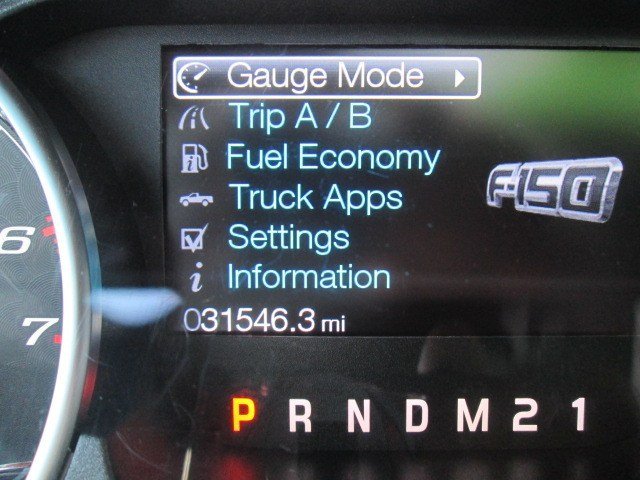 Gauge Mode
Trip A / B
Fuel Economy
F-150
Truck Apps
6
Settings
i Information
7
031546.3 mi
P R N D M 2 1